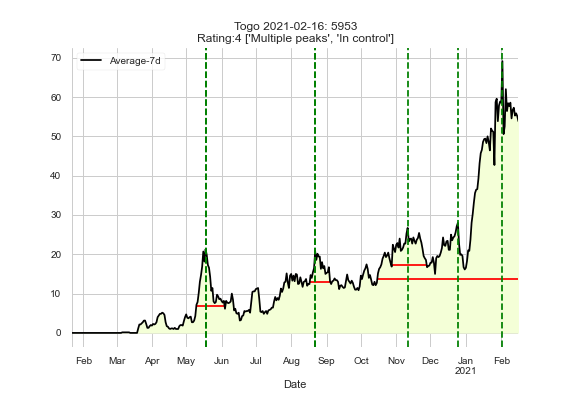 Togo 2021-02-16: 5953
Rating:4 ['Multiple peaks', 'In control']
Average-7d
70
60
50
40
30
20
10
0
Feb Mar Apr May Jun Jul Aug Sep Oct Nov Dec Jan Feb
2021
Date